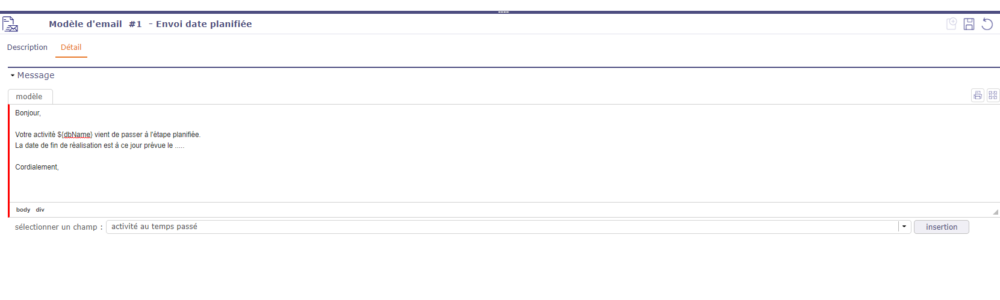 Modèle d'email #1 - Envoi date planifiée
Description Détail
Message
modèle
Bonjour,
Votre activité ${dbName} vient de passer à l'étape planifiée.
La date de fin de réalisation est à ce jour prévue le .....
Cordialement,
body div
sélectionner un champ : activité au temps passé insertion